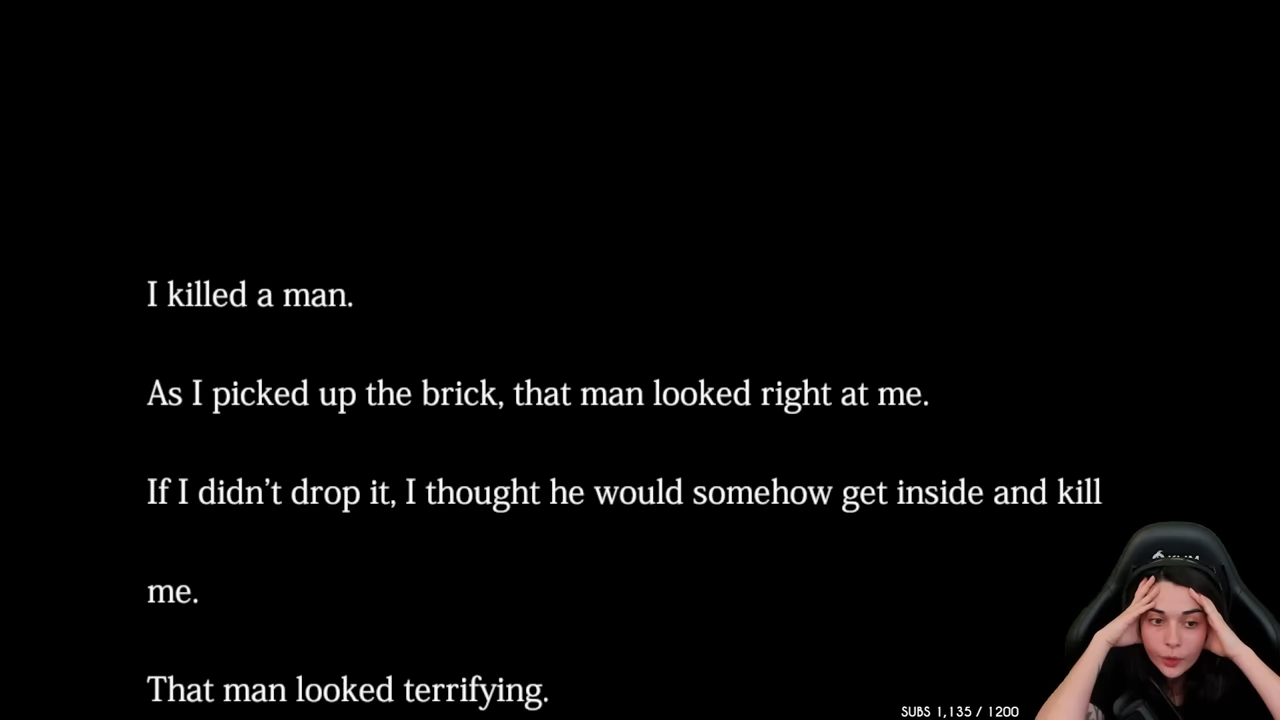 I killed a man.
As I picked up the brick, that man looked right at me.
If I didn’t drop it, I thought he would somehow get inside and kill
me.
That man looked terrifying.
SUBS 1,135 / 1200